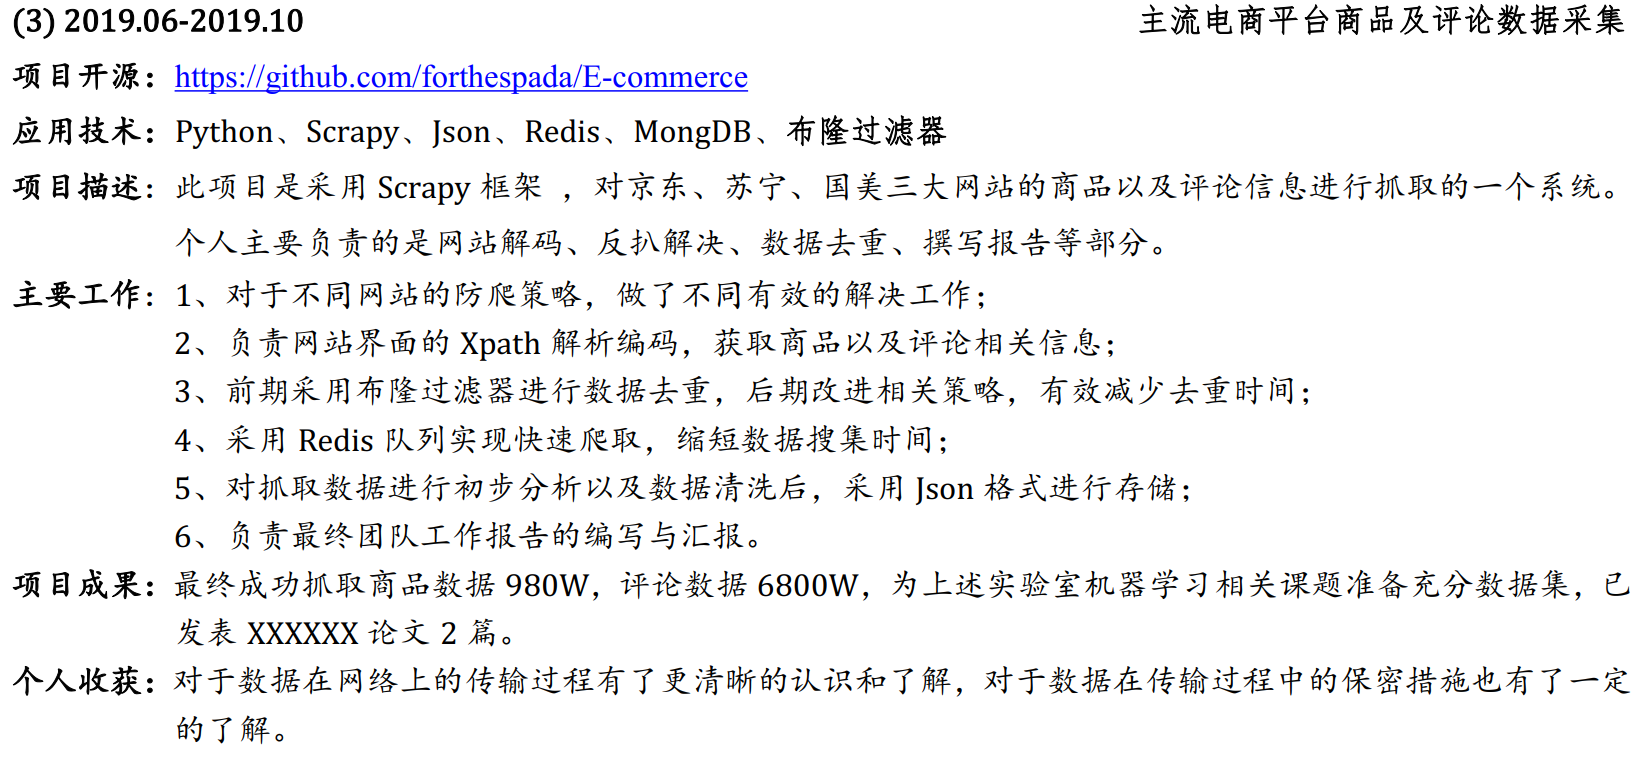 (3) 2019.06-2019.10 主流电商平台商品及评论数据采集
项目开源：https://github.com/forthespada/E-commerce
应用技术：Python、Scrapy、Json、Redis、MongDB、布隆过滤器
项目描述：此项目是采用 Scrapy 框架 ，对京东、苏宁、国美三大网站的商品以及评论信息进行抓取的一个系统。
个人主要负责的是网站解码、反扒解决、数据去重、撰写报告等部分。
主要工作：1、对于不同网站的防爬策略，做了不同有效的解决工作；
2、负责网站界面的 Xpath 解析编码，获取商品以及评论相关信息；
3、前期采用布隆过滤器进行数据去重，后期改进相关策略，有效减少去重时间；
4、采用 Redis 队列实现快速爬取，缩短数据搜集时间；
5、对抓取数据进行初步分析以及数据清洗后，采用 Json 格式进行存储；
6、负责最终团队工作报告的编写与汇报。
项目成果：最终成功抓取商品数据 980W，评论数据 6800W，为上述实验室机器学习相关课题准备充分数据集，已
发表 XXXXXX 论文 2 篇。
个人收获：对于数据在网络上的传输过程有了更清晰的认识和了解，对于数据在传输过程中的保密措施也有了一定
的了解。